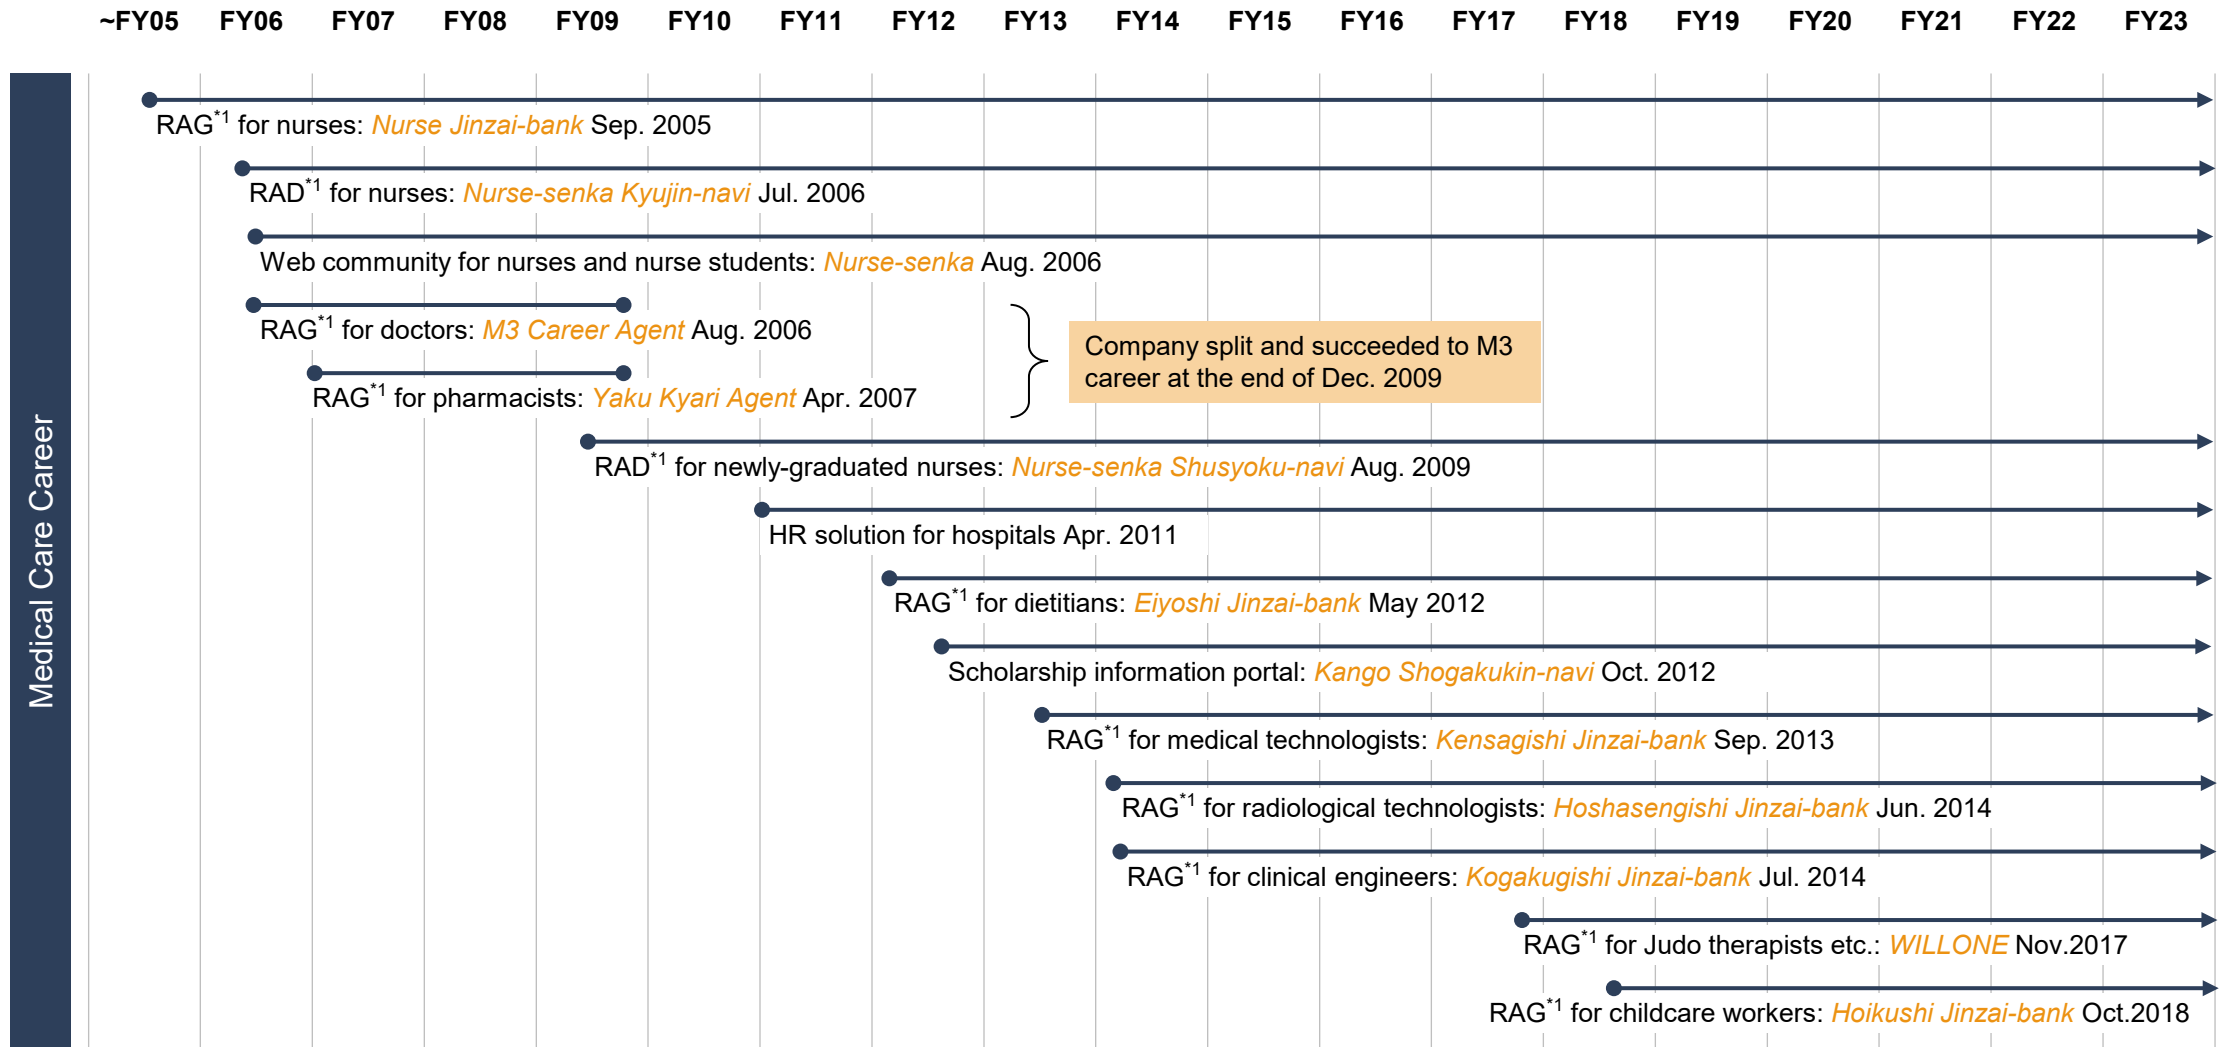 ~FY05 FY06 FY07 FY08 FY09 FY10 FY11 FY12 FY13 FY14 FY15 FY16 FY17 FY18 FY19 FY20 FY21 FY22 FY23
Medical Care Career
RAG*1 for nurses: Nurse Jinzai-bank Sep. 2005
RAD*1 for nurses: Nurse-senka Kyujin-navi Jul. 2006
Web community for nurses and nurse students: Nurse-senka Aug. 2006
RAG*1 for doctors: M3 Career Agent Aug. 2006
RAG*1 for pharmacists: Yaku Kyari Agent Apr. 2007
Company split and succeeded to M3
career at the end of Dec. 2009
RAD*1 for newly-graduated nurses: Nurse-senka Shusyoku-navi Aug. 2009
HR solution for hospitals Apr. 2011
RAG*1 for dietitians: Eiyoshi Jinzai-bank May 2012
Scholarship information portal: Kango Shogakukin-navi Oct. 2012
RAG*1 for medical technologists: Kensagishi Jinzai-bank Sep. 2013
RAG*1 for radiological technologists: Hoshasengishi Jinzai-bank Jun. 2014
RAG*1 for clinical engineers: Kogakugishi Jinzai-bank Jul. 2014
RAG*1 for Judo therapists etc.: WILLONE Nov.2017
RAG*1 for childcare workers: Hoikushi Jinzai-bank Oct.2018